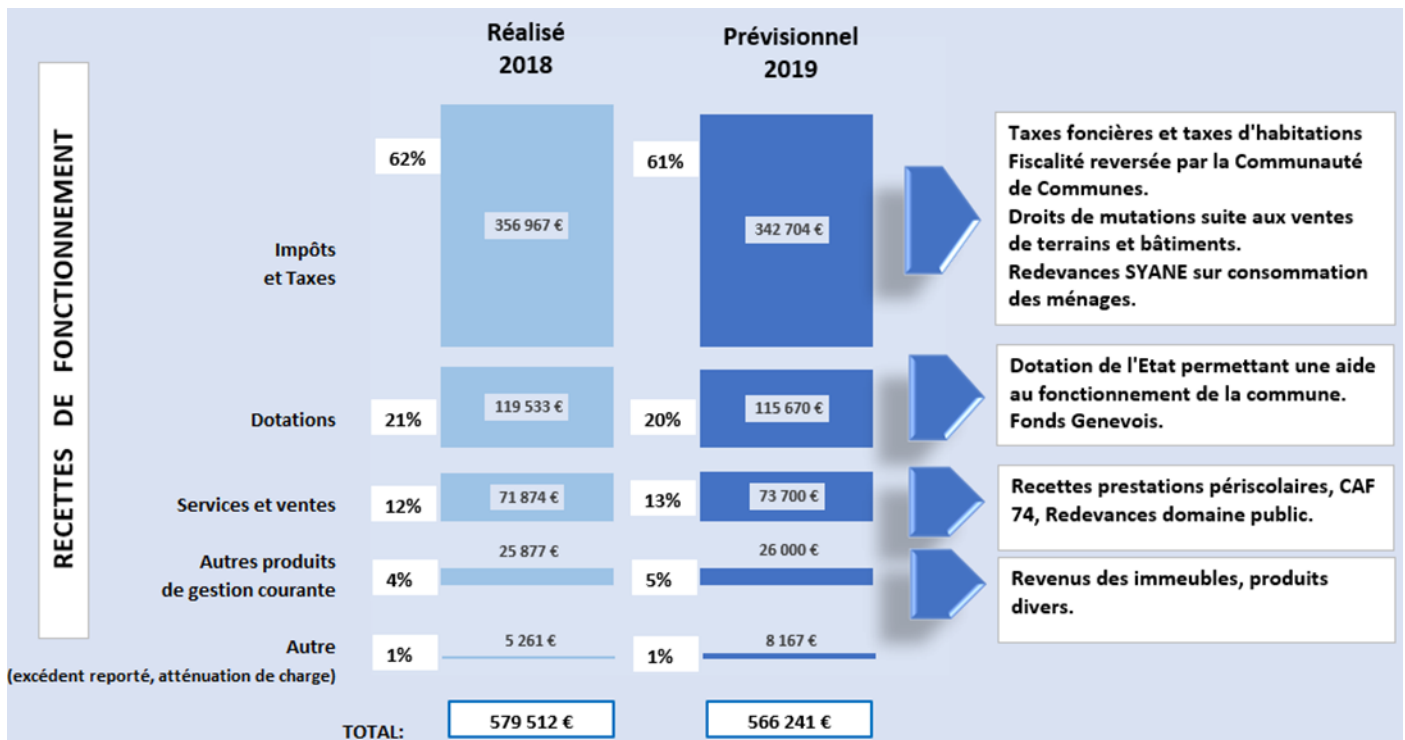 RECETTES DE FONCTIONNEMENT
Réalisé
2018
Prévisionnel
2019
Impôts
et Taxes
62%
356 967 €
61%
342 704 €
Taxes foncières et taxes d'habitations
Fiscalité reversée par la Communauté
de Communes.
Droits de mutations suite aux ventes
de terrains et bâtiments.
Redevances SYANE sur consommation
des ménages.
Dotations
21%
119 533 €
20%
115 670 €
Dotation de l'Etat permettant une aide
au fonctionnement de la commune.
Fonds Genevois.
Services et ventes
12%
71 874 €
13%
73 700 €
Recettes prestations périscolaires, CAF
74, Redevances domaine public.
Autres produits
de gestion courante
4%
25 877 €
5%
26 000 €
Revenus des immeubles, produits
divers.
Autre
(excédent reporté, atténuation de charge)
1%
5 261 €
1%
8 167 €
TOTAL:
579 512 €
566 241 €